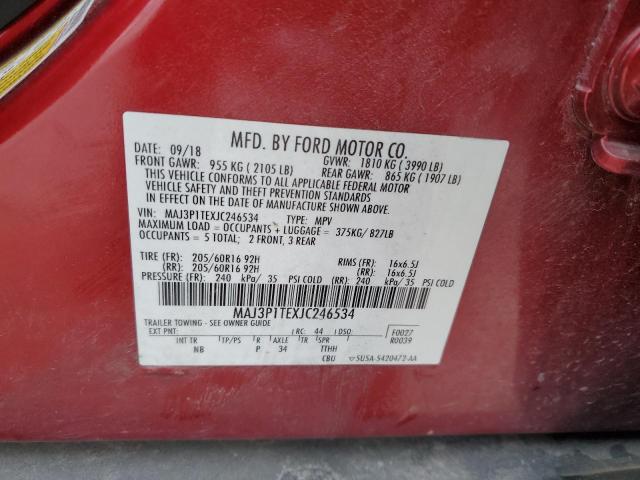 DATE: 09/18 MFD. BY FORD MOTOR CO.
FRONT GAWR: 955 KG ( 2105 LB) GVWR: 1810 KG ( 3990 LB)
REAR GAWR: 865 KG ( 1907 LB)
THIS VEHICLE CONFORMS TO ALL APPLICABLE FEDERAL MOTOR
VEHICLE SAFETY AND THEFT PREVENTION STANDARDS
IN EFFECT ON THE DATE OF MANUFACTURE SHOWN ABOVE.
VIN: MAJ3P1TEXJC246534 TYPE: MPV
MAXIMUM LOAD = OCCUPANTS + LUGGAGE = 375KG/ 827LB
OCCUPANTS = 5 TOTAL; 2 FRONT, 3 REAR
TIRE (FR): 205/60R16 92H RIMS (FR): 16x6.5J
(RR): 205/60R16 92H (RR): 16x6.5J
PRESSURE (FR): 240 kPa/ 35 PSI COLD (RR): 240 kPa/ 35 PSI COLD
MAJ3P1TEXJC246534
TRAILER TOWING - SEE OWNER GUIDE
EXT PNT: RC: 44 DSO: F0027
R0039
INT TR TP/PS R AXLE TR SPR
NB P 34 TTHH
CBU 5U5A-5420472-AA